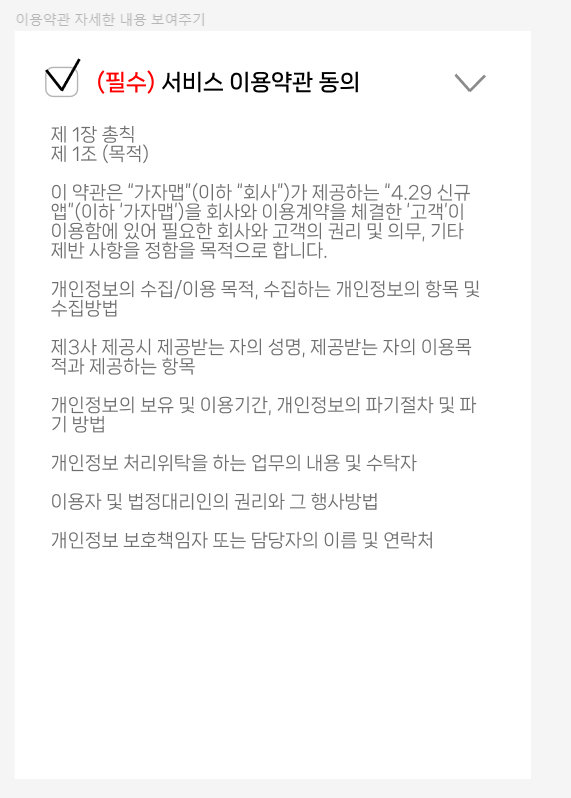 이용약관 자세한 내용 보여주기
(필수) 서비스 이용약관 동의
제 1장 총칙
제 1조 (목적)
이 약관은 “가자맵”(이하 “회사”)가 제공하는 “4.29 신규
앱”(이하 ‘가자맵’)을 회사와 이용계약을 체결한 ‘고객’이
이용함에 있어 필요한 회사와 고객의 권리 및 의무, 기타
제반 사항을 정함을 목적으로 합니다.
개인정보의 수집/이용 목적, 수집하는 개인정보의 항목 및
수집방법
제3사 제공시 제공받는 자의 성명, 제공받는 자의 이용목
적과 제공하는 항목
개인정보의 보유 및 이용기간, 개인정보의 파기절차 및 파
기 방법
개인정보 처리위탁을 하는 업무의 내용 및 수탁자
이용자 및 법정대리인의 권리와 그 행사방법
개인정보 보호책임자 또는 담당자의 이름 및 연락처